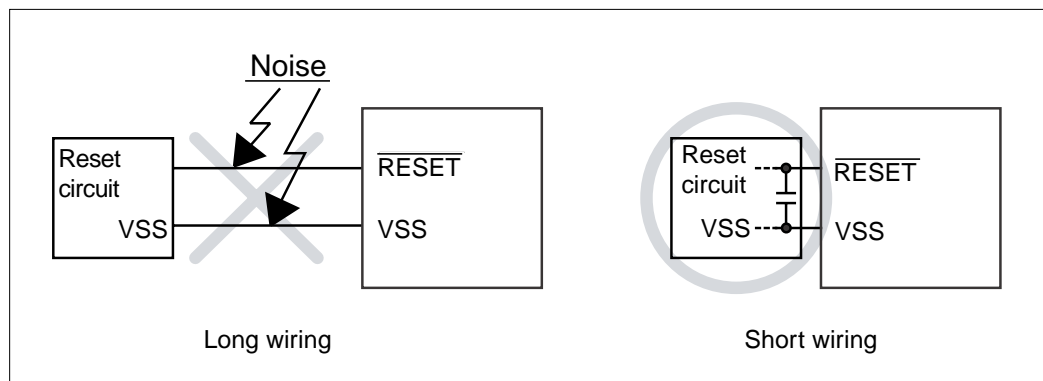 Noise
Reset
circuit
VSS
RESET
VSS
Long wiring
Reset
circuit
VSS
RESET
VSS
Short wiring